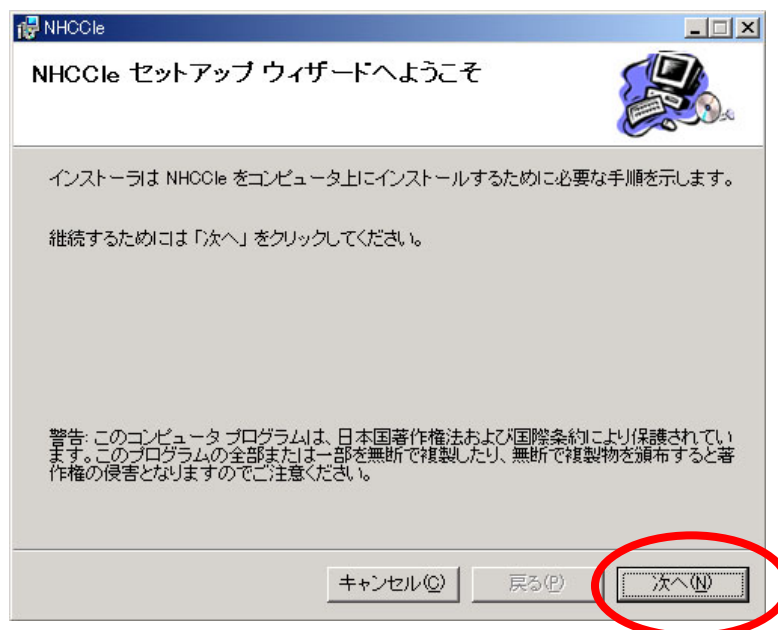 NHCCIe
NHCCIe セットアップ ウィザードへようこそ
インストーラは NHCCIe をコンピュータ上にインストールするために必要な手順を示します。
継続するためには「次へ」をクリックしてください。
警告: このコンピュータ プログラムは、日本国著作権法および国際条約により保護されてい
ます。このプログラムの全部または一部を無断で複製したり、無断で複製物を頒布すると著
作権の侵害となりますのでご注意ください。
キャンセル(C) 戻る(P) 次へ(N)